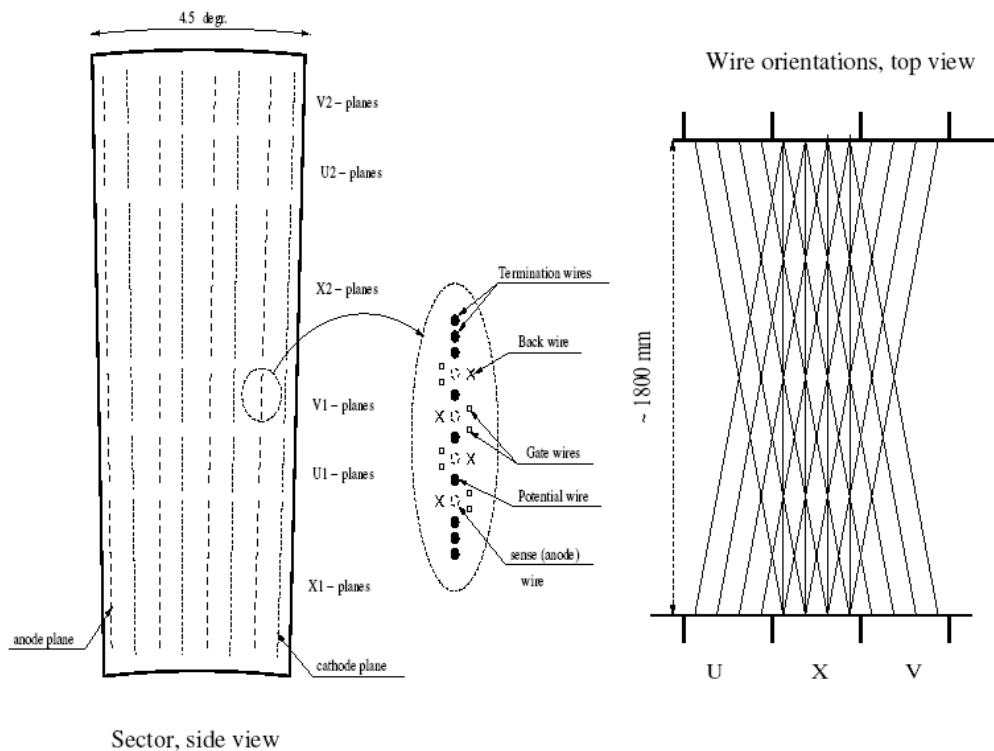 4.5 degr.
V2 – planes
U2 – planes
X2 – planes
V1 – planes
U1 – planes
X1 – planes
anode plane
cathode plane
Sector, side view
Termination wires
Back wire
Gate wires
Potential wire
sense (anode)
wire
Wire orientations, top view
~ 1800 mm
U X V